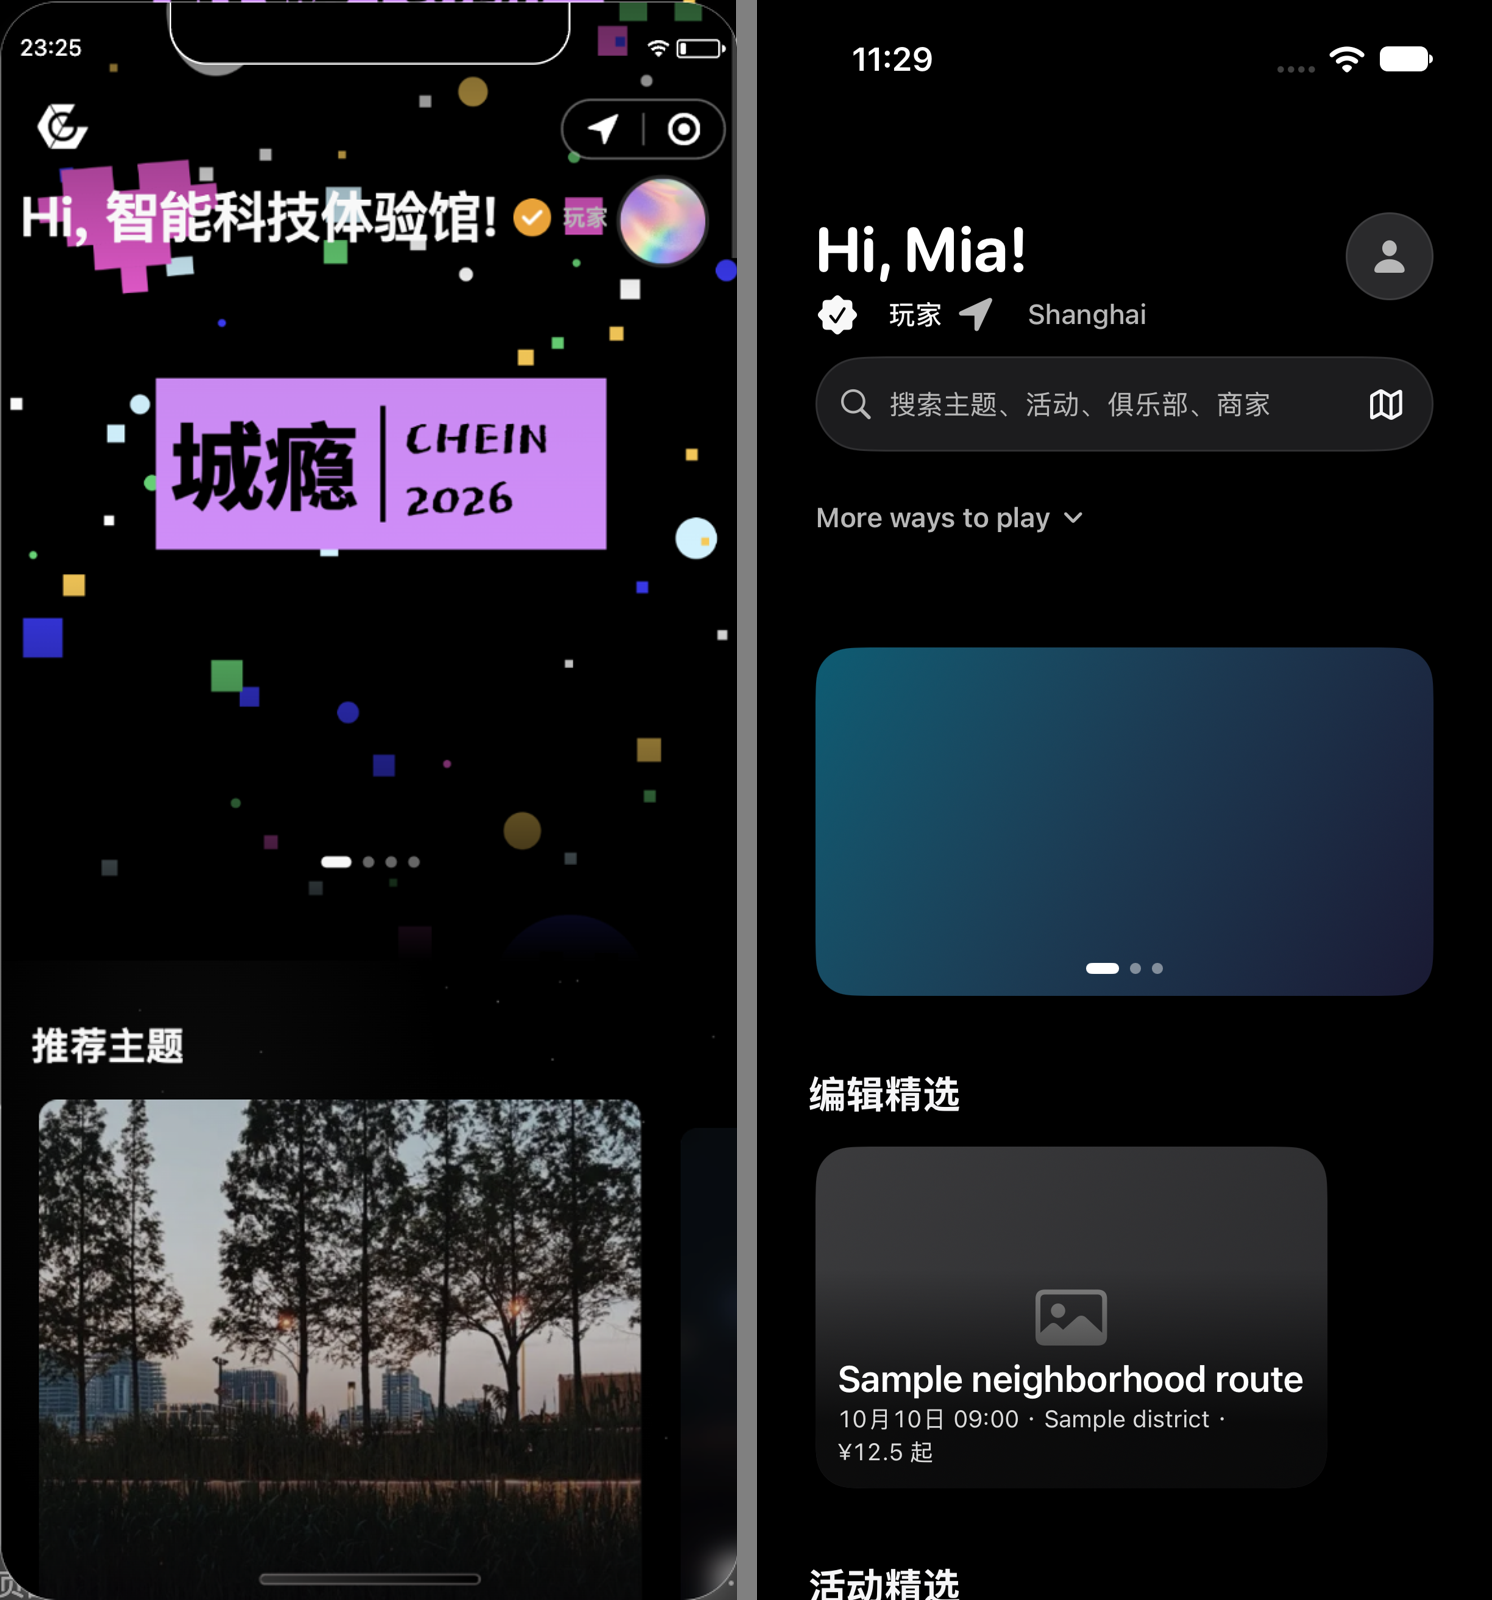 23:25
Hi, 智能科技体验馆!
玩家
城瘾
CHEIN
2026
推荐主题
11:29
Hi, Mia!
玩家
Shanghai
搜索主题、活动、俱乐部、商家
More ways to play
编辑精选
Sample neighborhood route
10月10日 09:00 · Sample district ·
¥12.5 起
活动精选